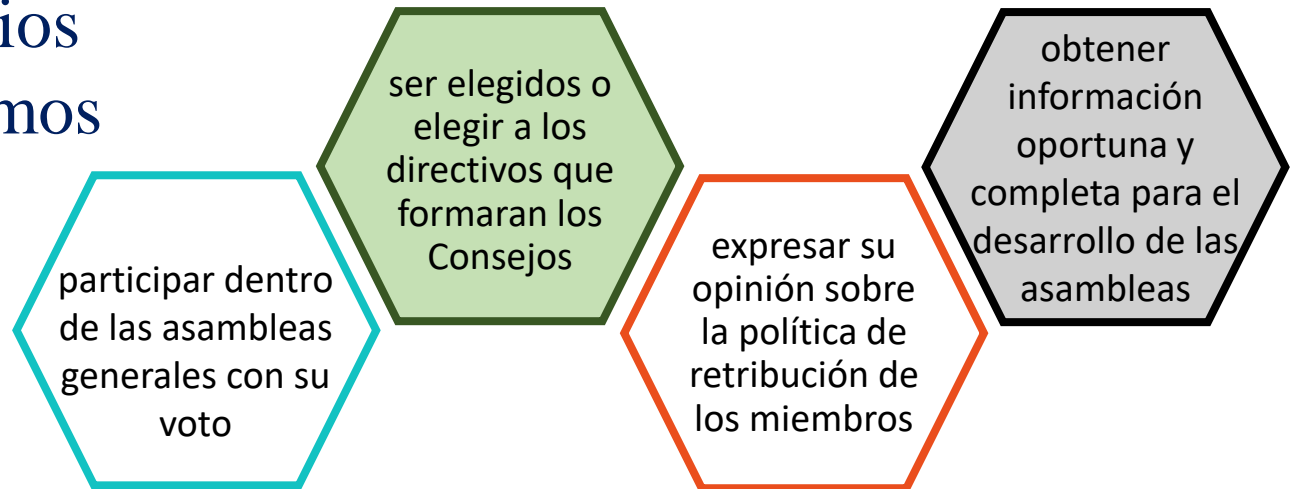 ios
mos
participar dentro
de las asambleas
generales con su
voto
ser elegidos o
elegir a los
directivos que
formaran los
Consejos
expresar su
opinión sobre
la política de
retribución de
los miembros
obtener
información
oportuna y
completa para el
desarrollo de las
asambleas